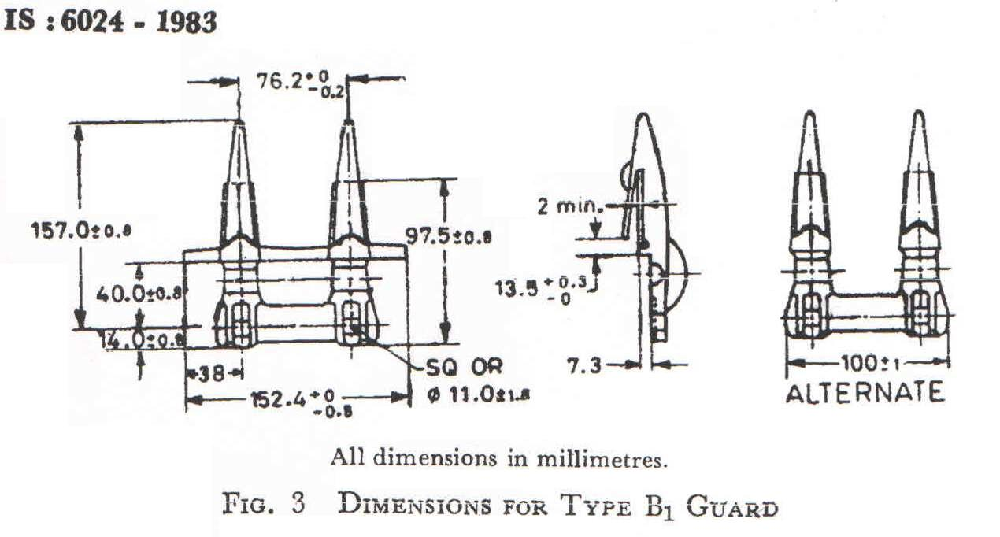 IS : 6024 - 1983
76.2 +0 -0.2
157.0±0.8
97.5±0.8
2 min.
40.0±0.8
13.5 +0.3 -0
4.0±0.8
38
7.3
SQ OR
ø 11.0±1.8
152.4 +0 -0.8
100±1
ALTERNATE
All dimensions in millimetres.
FIG. 3 DIMENSIONS FOR TYPE B1 GUARD